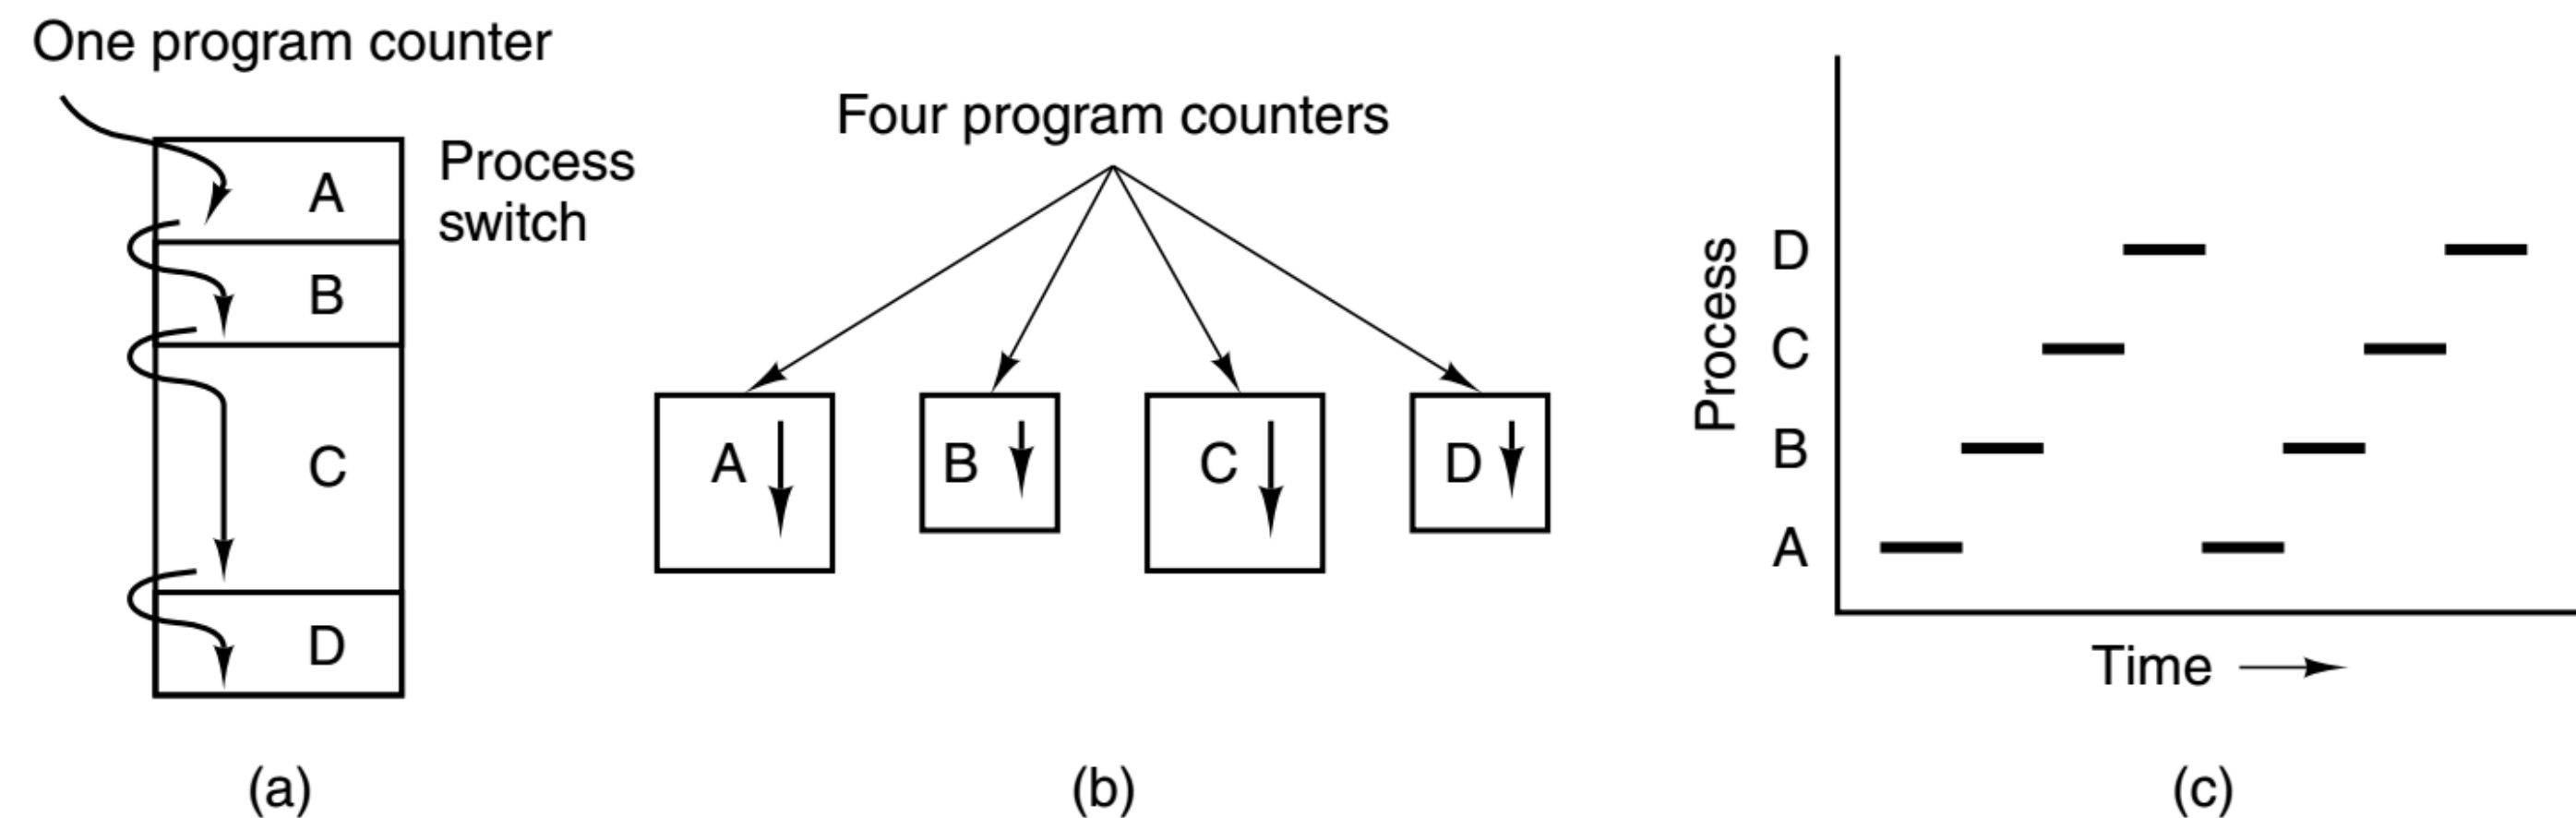 One program counter
Process
switch
A
B
C
D
(a)
Four program counters
A
B
C
D
(b)
Process
D
C
B
A
Time
(c)